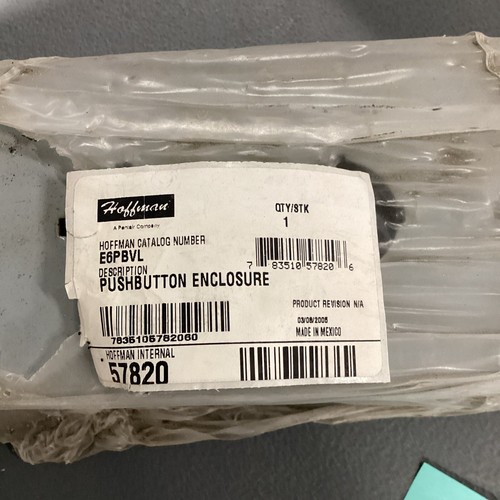 Hoffman
A Pentair Company
QTY/STK
1
HOFFMAN CATALOG NUMBER
E6PBVL
DESCRIPTION
PUSHBUTTON ENCLOSURE
7 83510 57820 6
PRODUCT REVISION N/A
03/08/2005
MADE IN MEXICO
HOFFMAN INTERNAL
57820